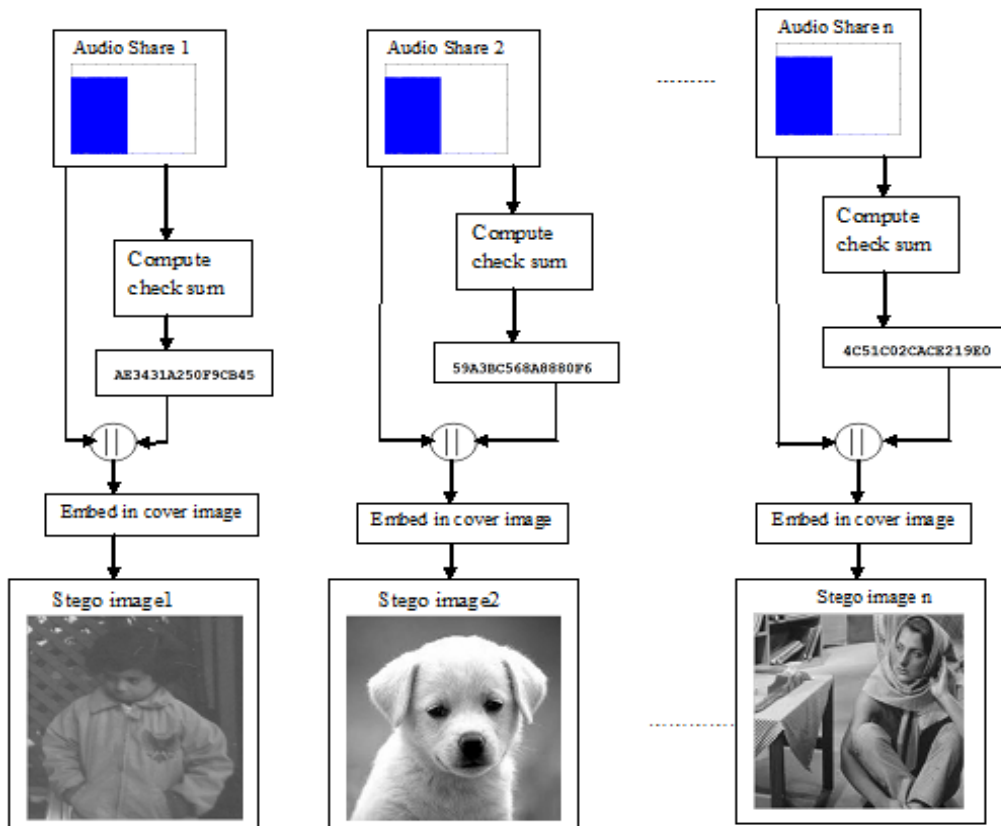 Audio Share 1
Compute
check sum
AE3431A250F9CB45
||
Embed in cover image
Stego image1
Audio Share 2
Compute
check sum
59A3BC568A8880F6
||
Embed in cover image
Stego image2
Audio Share n
Compute
check sum
4C51C02CACE219E0
||
Embed in cover image
Stego image n